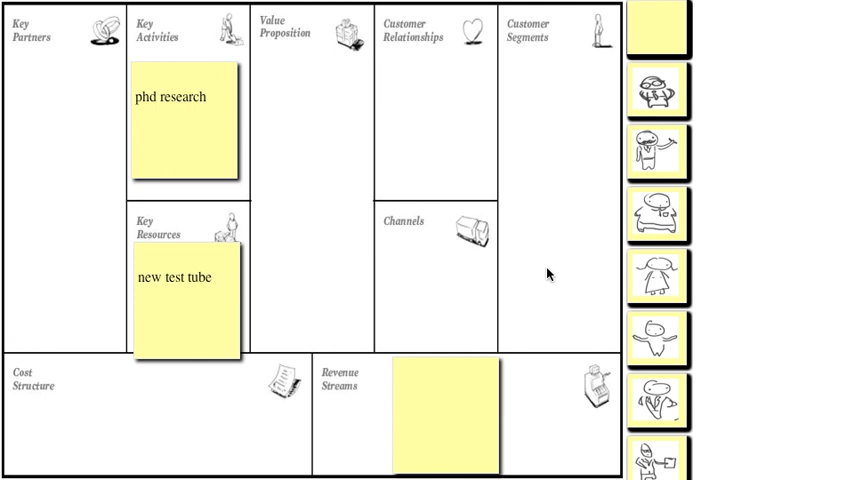 Key
Partners
Key
Activities
Value
Proposition
Customer
Relationships
Customer
Segments
phd research
Key
Resources
Channels
new test tube
Cost
Structure
Revenue
Streams